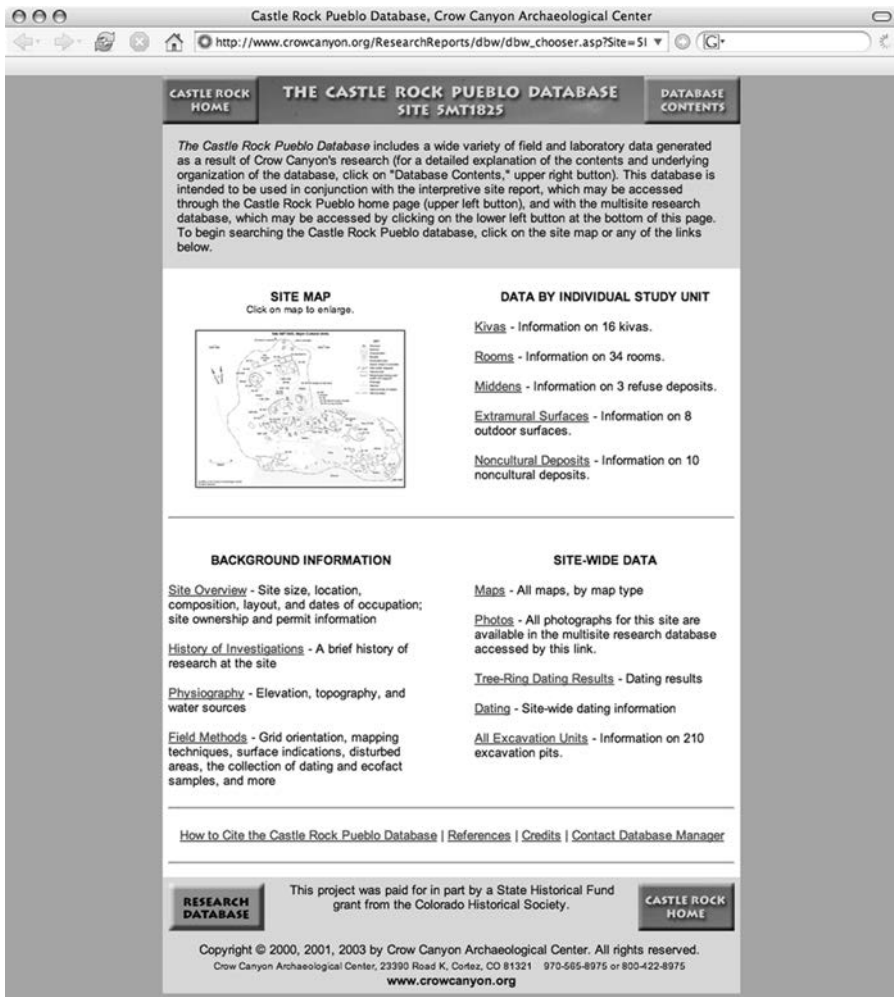 Castle Rock Pueblo Database, Crow Canyon Archaeological Center
http://www.crowcanyon.org/ResearchReports/dbw/dbw_chooser.asp?Site=5I
G
CASTLE ROCK
HOME
THE CASTLE ROCK PUEBLO DATABASE
SITE 5MT1825
DATABASE
CONTENTS
The Castle Rock Pueblo Database includes a wide variety of field and laboratory data generated
as a result of Crow Canyon's research (for a detailed explanation of the contents and underlying
organization of the database, click on "Database Contents," upper right button). This database is
intended to be used in conjunction with the interpretive site report, which may be accessed
through the Castle Rock Pueblo home page (upper left button), and with the multisite research
database, which may be accessed by clicking on the lower left button at the bottom of this page.
To begin searching the Castle Rock Pueblo database, click on the site map or any of the links
below.
SITE MAP
Click on map to enlarge.
DATA BY INDIVIDUAL STUDY UNIT
Kivas - Information on 16 kivas.
Rooms - Information on 34 rooms.
Middens - Information on 3 refuse deposits.
Extramural Surfaces - Information on 8
outdoor surfaces.
Noncultural Deposits - Information on 10
noncultural deposits.
BACKGROUND INFORMATION
Site Overview - Site size, location,
composition, layout, and dates of occupation;
site ownership and permit information
History of Investigations - A brief history of
research at the site
Physiography - Elevation, topography, and
water sources
Field Methods - Grid orientation, mapping
techniques, surface indications, disturbed
areas, the collection of dating and ecofact
samples, and more
SITE-WIDE DATA
Maps - All maps, by map type
Photos - All photographs for this site are
available in the multisite research database
accessed by this link.
Tree-Ring Dating Results - Dating results
Dating - Site-wide dating information
All Excavation Units - Information on 210
excavation pits.
How to Cite the Castle Rock Pueblo Database | References | Credits | Contact Database Manager
RESEARCH
DATABASE
This project was paid for in part by a State Historical Fund
grant from the Colorado Historical Society.
CASTLE ROCK
HOME
Copyright © 2000, 2001, 2003 by Crow Canyon Archaeological Center. All rights reserved.
Crow Canyon Archaeological Center, 23390 Road K, Cortez, CO 81321 970-565-8975 or 800-422-8975
www.crowcanyon.org